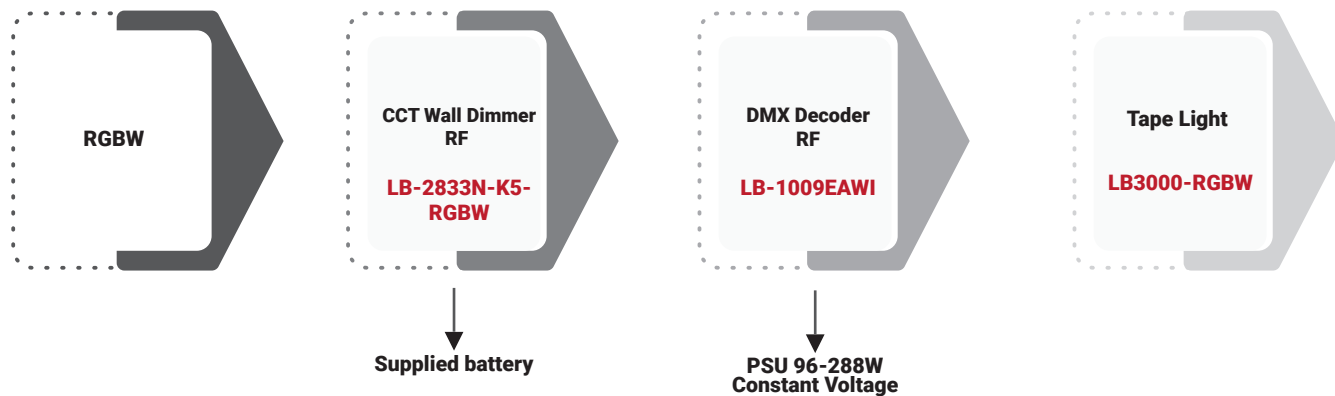 RGBW
CCT Wall Dimmer
RF
LB-2833N-K5-
RGBW
Supplied battery
DMX Decoder
RF
LB-1009EAWI
PSU 96-288W
Constant Voltage
Tape Light
LB3000-RGBW